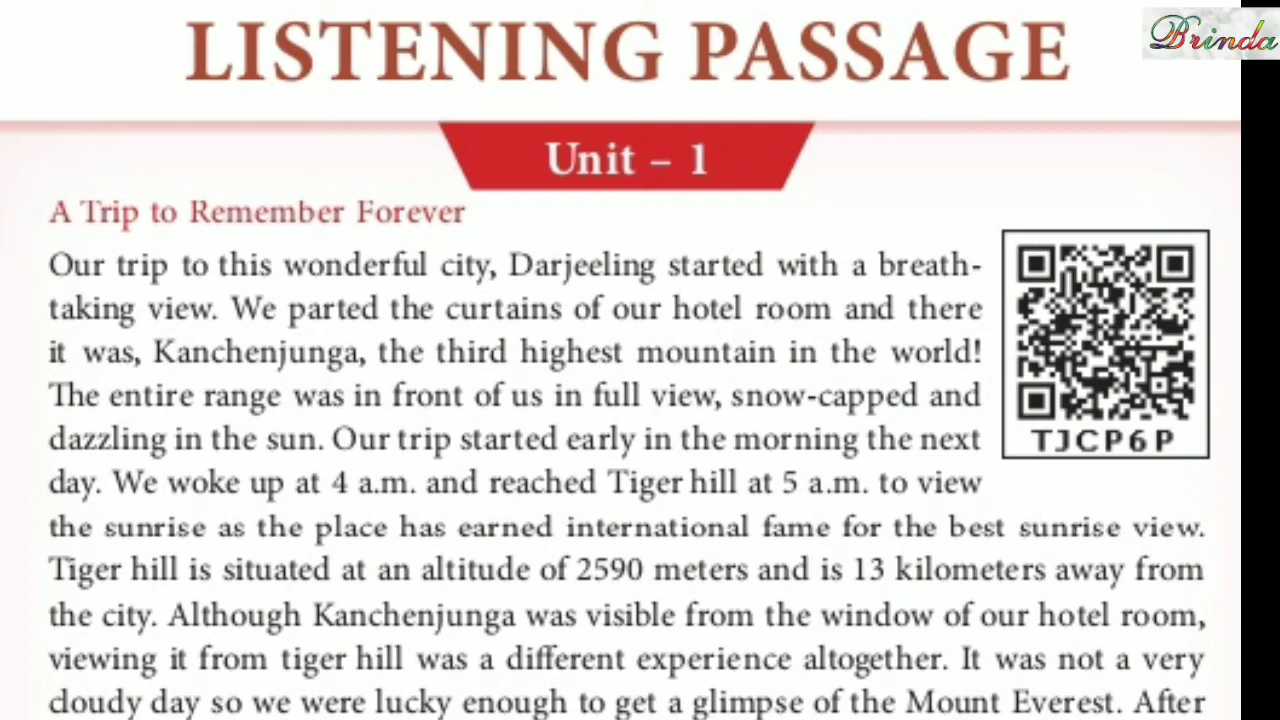 LISTENING PASSAGE
Brinda
Unit – 1
A Trip to Remember Forever
Our trip to this wonderful city, Darjeeling started with a breath-
taking view. We parted the curtains of our hotel room and there
it was, Kanchenjunga, the third highest mountain in the world!
The entire range was in front of us in full view, snow-capped and
dazzling in the sun. Our trip started early in the morning the next
day. We woke up at 4 a.m. and reached Tiger hill at 5 a.m. to view
TJCP6P
the sunrise as the place has earned international fame for the best sunrise view.
Tiger hill is situated at an altitude of 2590 meters and is 13 kilometers away from
the city. Although Kanchenjunga was visible from the window of our hotel room,
viewing it from tiger hill was a different experience altogether. It was not a very
cloudy day so we were lucky enough to get a glimpse of the Mount Everest. After